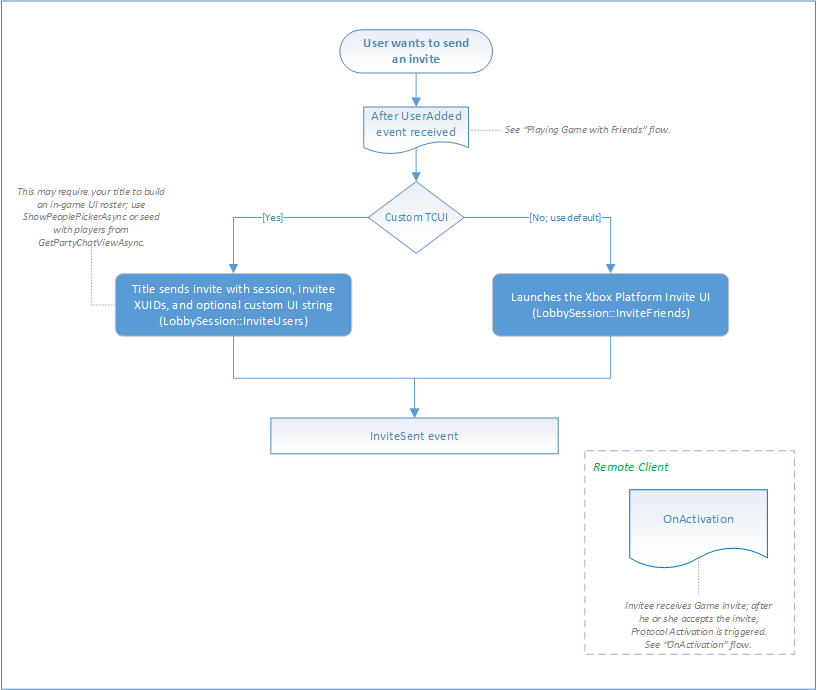 User wants to send
an invite
After UserAdded
event received
See “Playing Game with Friends” flow.
This may require your title to build
an in-game UI roster; use
ShowPeoplePickerAsync or seed
with players from
GetPartyChatViewAsync.
Custom TCUI
[Yes]
[No; use default]
Title sends invite with session, invitee
XUIDs, and optional custom UI string
(LobbySession::InviteUsers)
Launches the Xbox Platform Invite UI
(LobbySession::InviteFriends)
InviteSent event
Remote Client
OnActivation
Invitee receives Game Invite; after
he or she accepts the invite,
Protocol Activation is triggered.
See “OnActivation” flow.